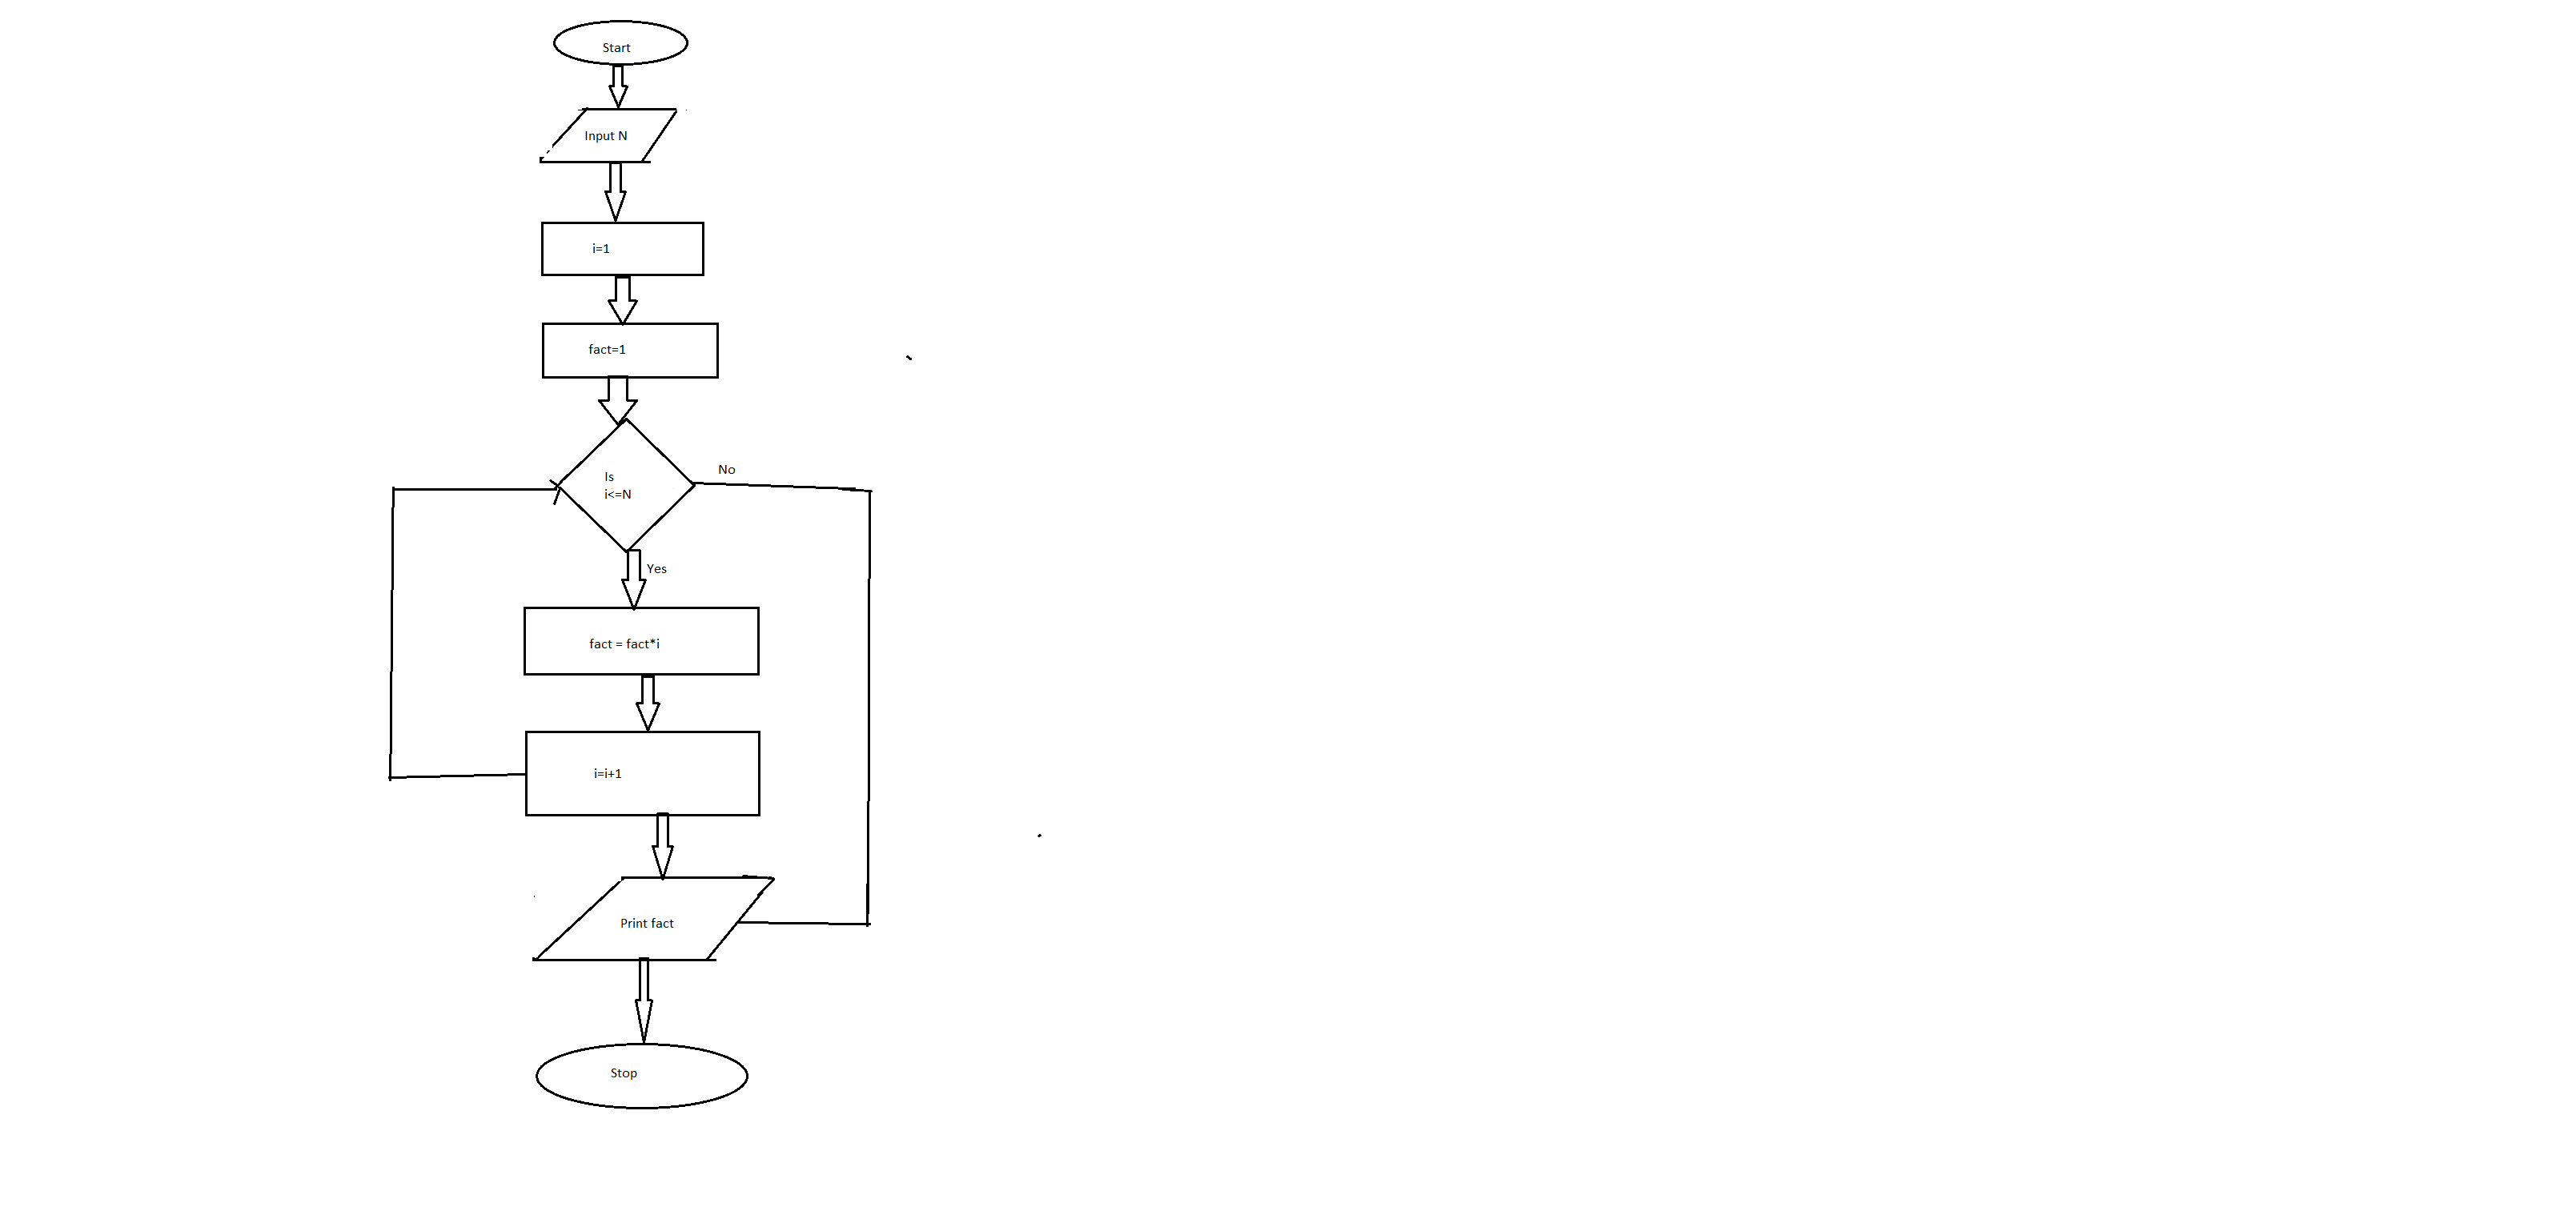 Start
Input N
i=1
fact=1
Is
i<=N
No
Yes
fact = fact*i
i=i+1
Print fact
Stop